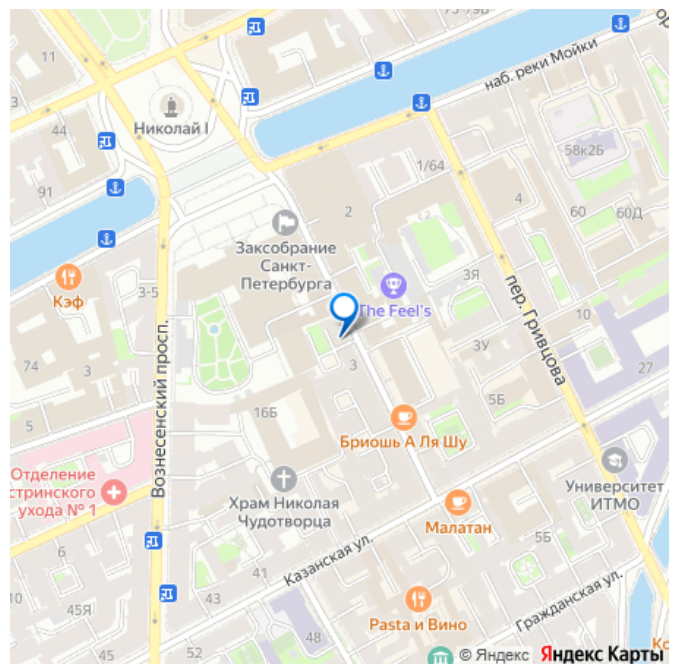 73-79В
11
наб. реки Мойки
44
Николай I
58к2Б
1/64
91
4
2
60
60Д
Заксобрание
Санкт-
Петербурга
3Я
Кэф
3-5
The Feel's
пер. Гривцова
10
Вознесенский просп.
74
3
3
3У
27
16Б
5Б
5
Бриошь А Ля Шу
Отделение
стринского
ухода № 1
Университет
ИТМО
Храм Николая
Чудотворца
Малатан
6
5Б
Казанская ул.
41
10
43
45Я
Pasta и Вино
Гражданская ул.
48
45
52
© Яндекс
Яндекс Карты